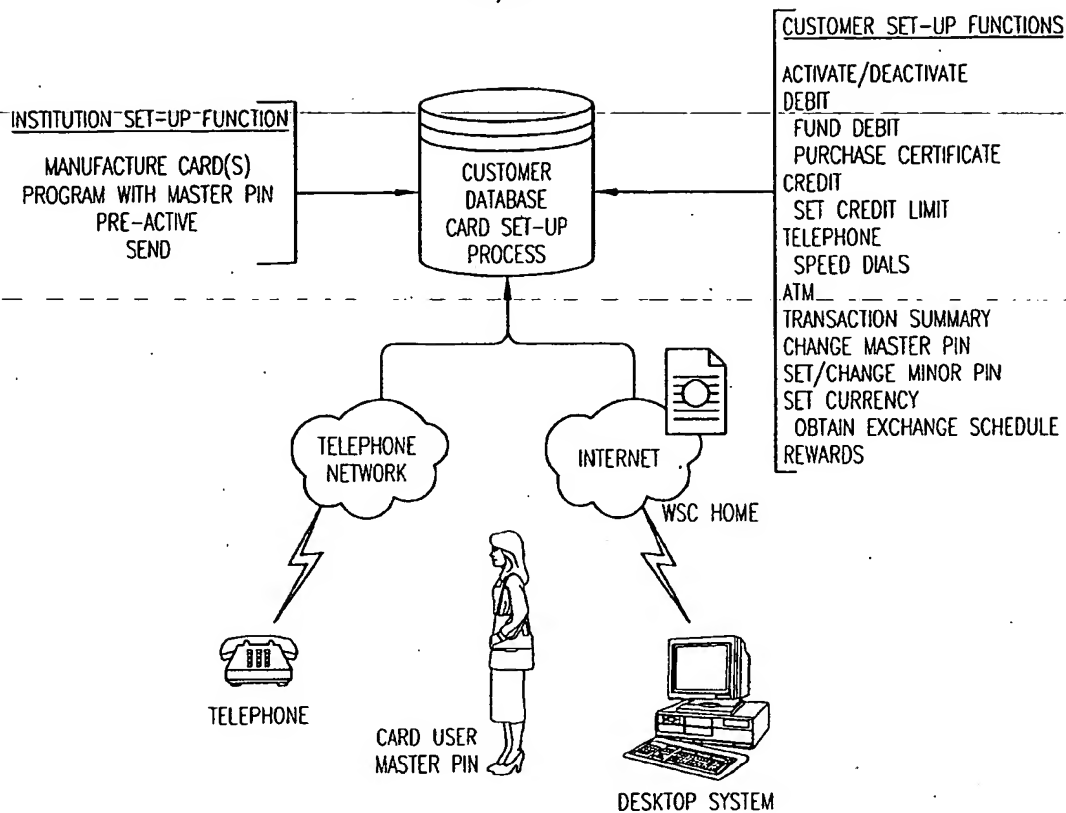 CUSTOMER SET-UP FUNCTIONS
ACTIVATE/DEACTIVATE
DEBIT
FUND DEBIT
PURCHASE CERTIFICATE
CREDIT
SET CREDIT LIMIT
TELEPHONE
SPEED DIALS
ATM
TRANSACTION SUMMARY
CHANGE MASTER PIN
SET/CHANGE MINOR PIN
SET CURRENCY
OBTAIN EXCHANGE SCHEDULE
REWARDS
INSTITUTION SET-UP FUNCTION
MANUFACTURE CARD(S)
PROGRAM WITH MASTER PIN
PRE-ACTIVE
SEND
CUSTOMER
DATABASE
CARD SET-UP
PROCESS
TELEPHONE
NETWORK
INTERNET
WSC HOME
TELEPHONE
CARD USER
MASTER PIN
DESKTOP SYSTEM